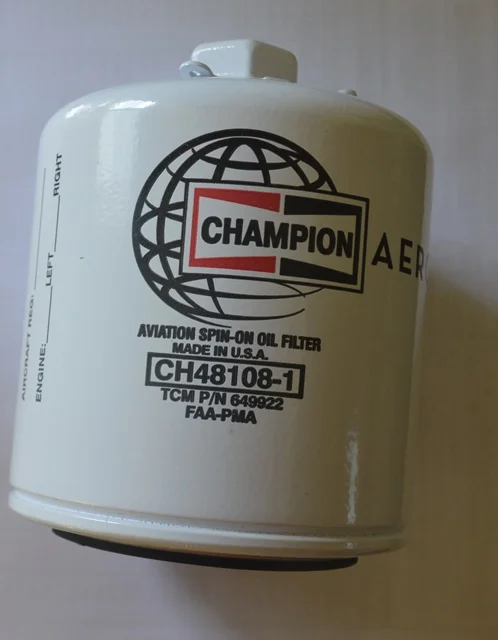 CHAMPION
AER
AVIATION SPIN-ON OIL FILTER
MADE IN U.S.A.
CH48108-1
TCM P/N 649922
FAA-PMA
AIRCRAFT REG:
ENGINE: LEFT RIGHT